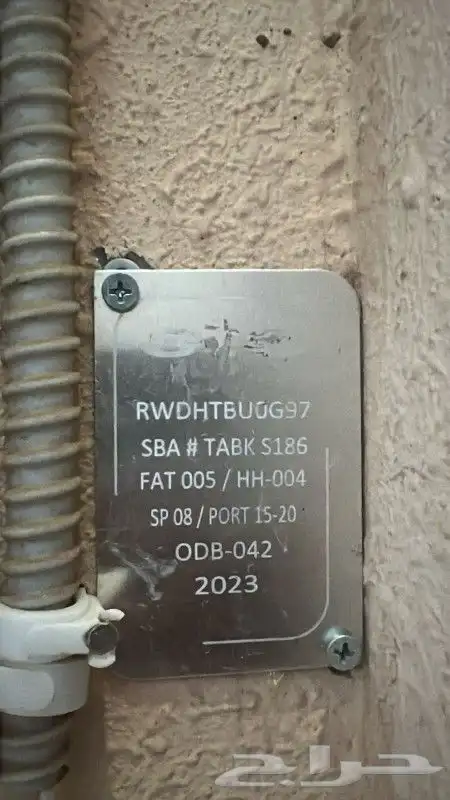 RWDHTBU0G97
SBA # TABK S186
FAT 005 / HH-004
SP 08 / PORT 15-20
ODB-042
2023
حراج